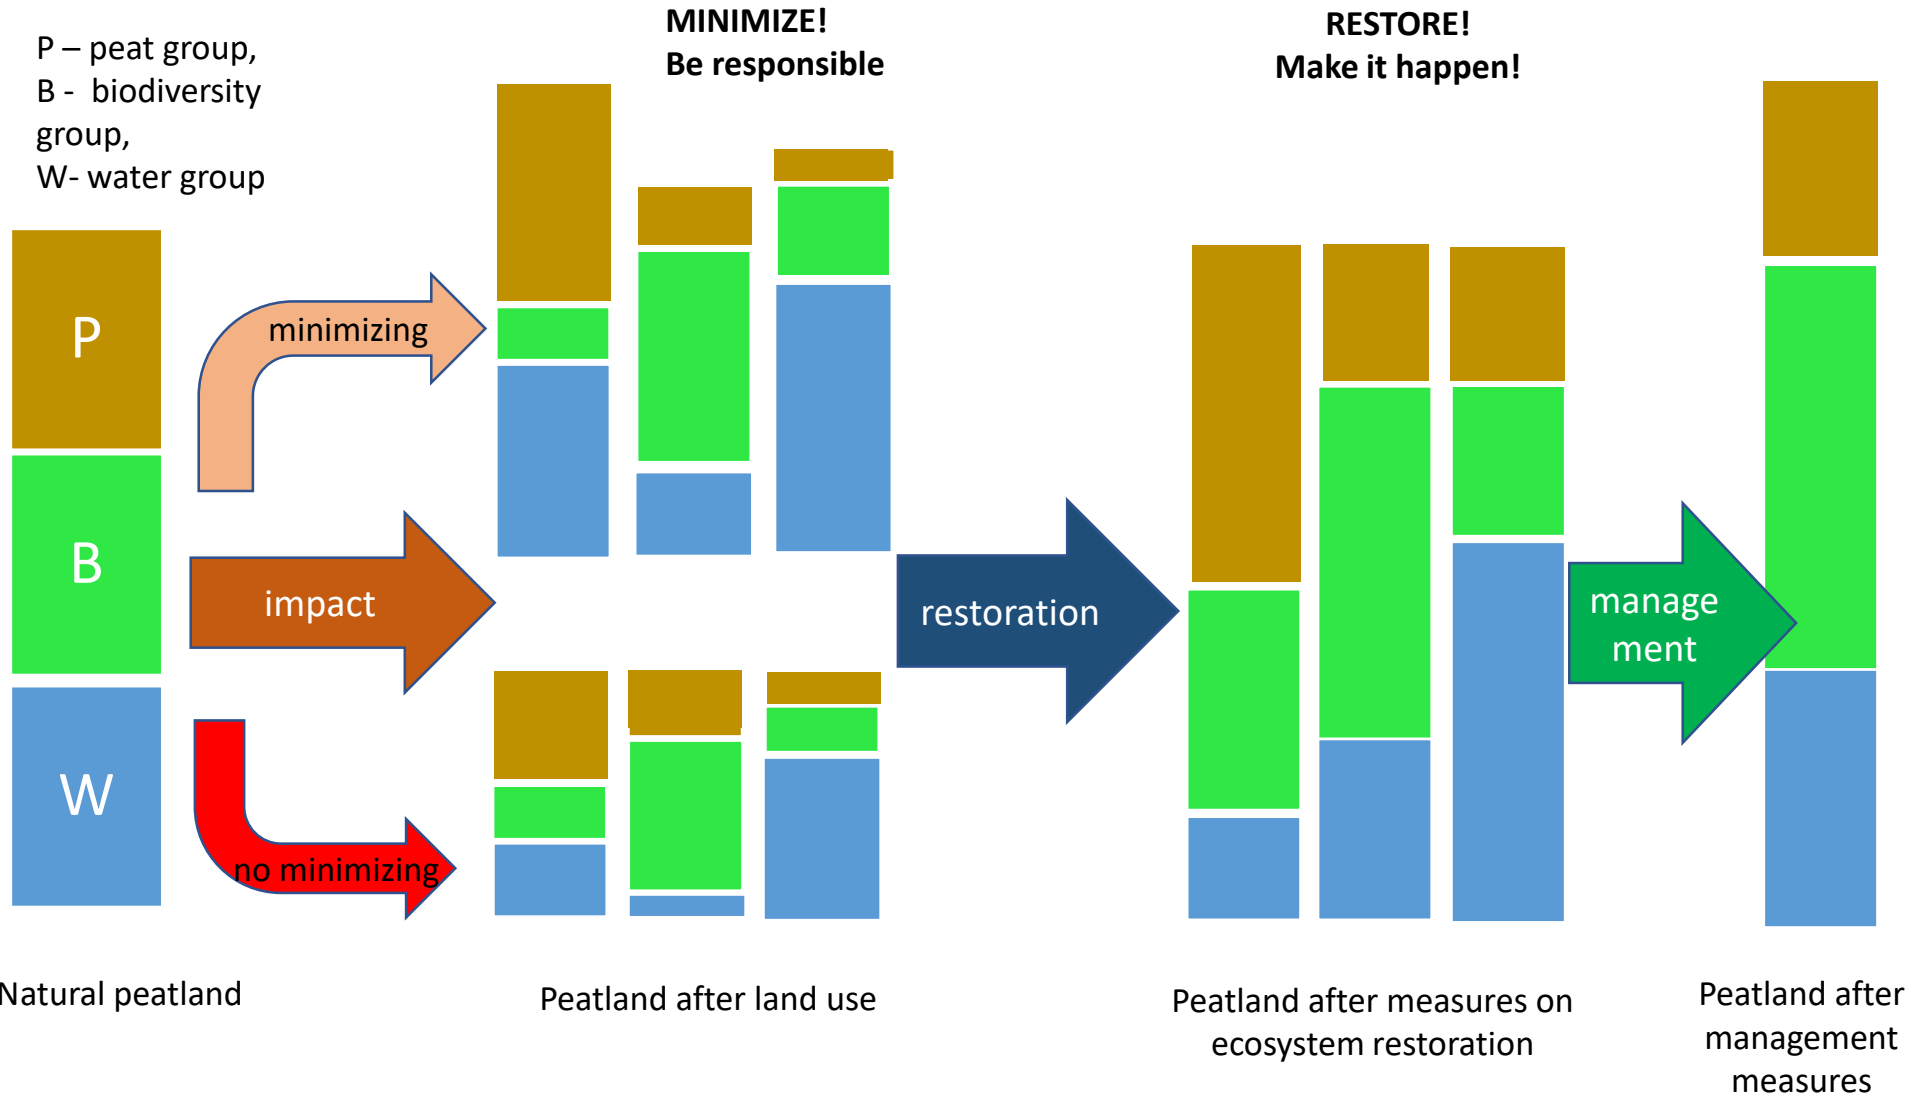 P – peat group,
B -  biodiversity
group,
W- water group
MINIMIZE!
Be responsible
RESTORE!
Make it happen!
P
B
W
minimizing
impact
no minimizing
restoration
manage
ment
Natural peatland
Peatland after land use
Peatland after measures on
ecosystem restoration
Peatland after
management
measures